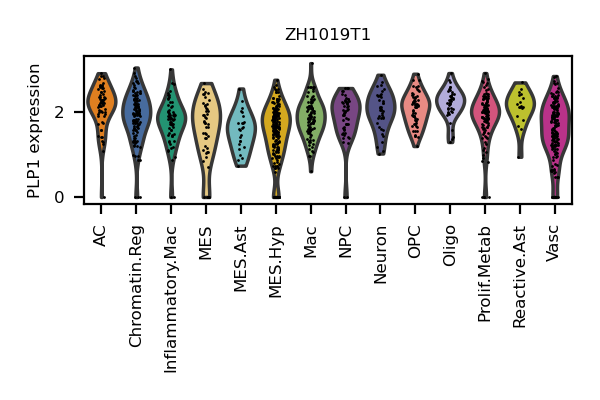 ZH1019T1
PLP1 expression
2
0
AC
Chromatin.Reg
Inflammatory.Mac
MES
MES.Ast
MES.Hyp
Mac
NPC
Neuron
OPC
Oligo
Prolif.Metab
Reactive.Ast
Vasc